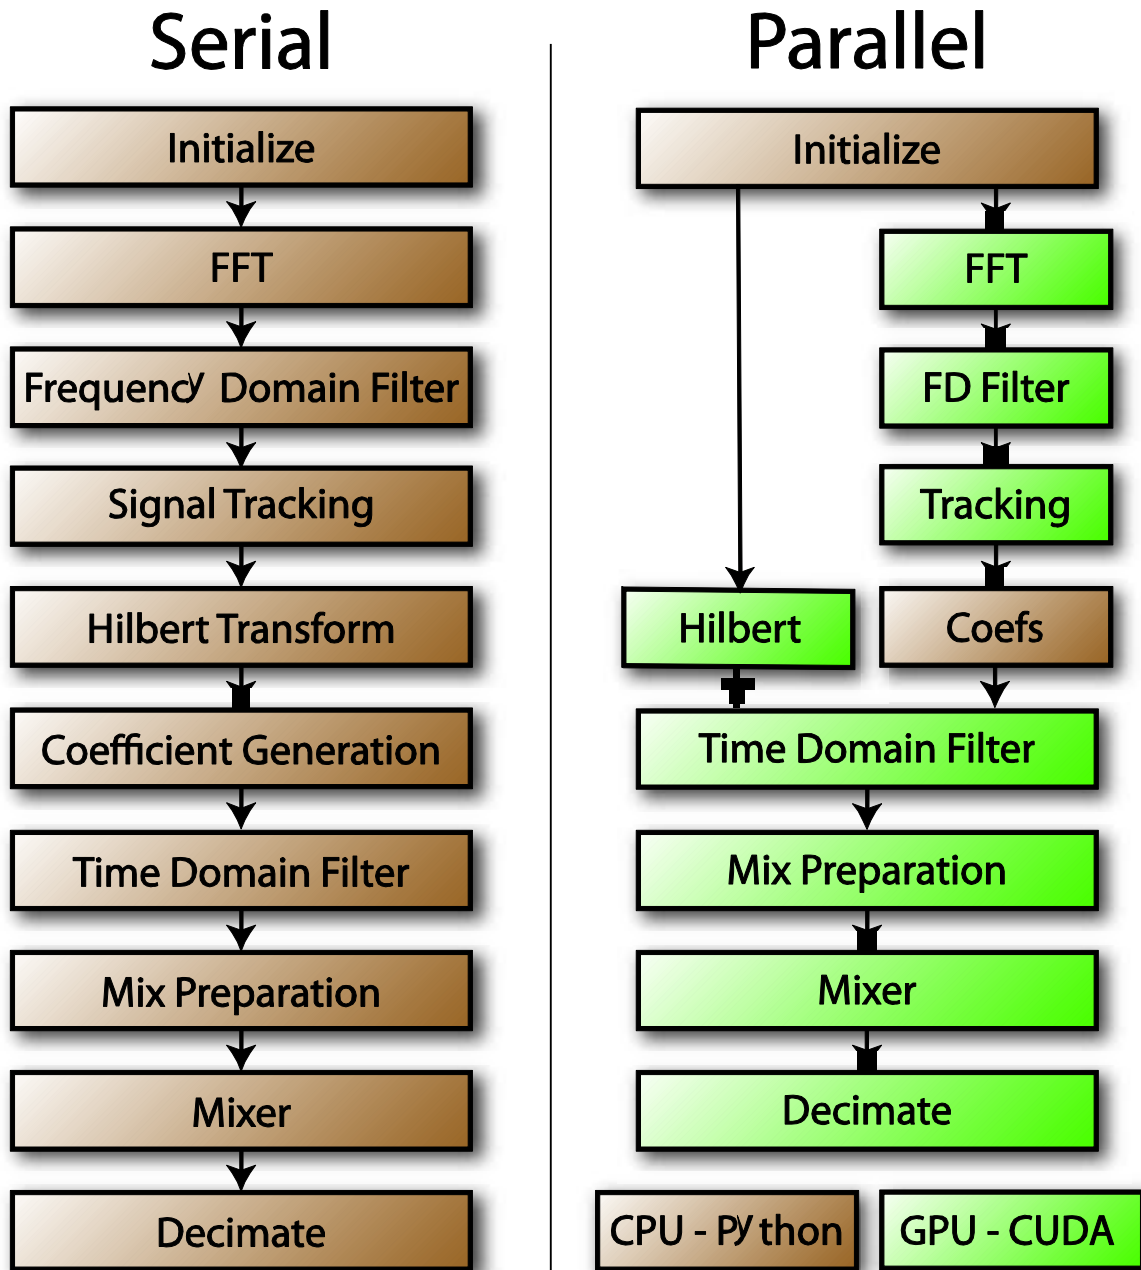 Serial
Initialize
FFT
Frequency Domain Filter
Signal Tracking
Hilbert Transform
Coefficient Generation
Time Domain Filter
Mix Preparation
Mixer
Decimate
Parallel
Initialize
FFT
FD Filter
Tracking
Hilbert
Coefs
Time Domain Filter
Mix Preparation
Mixer
Decimate
CPU - Python
GPU - CUDA